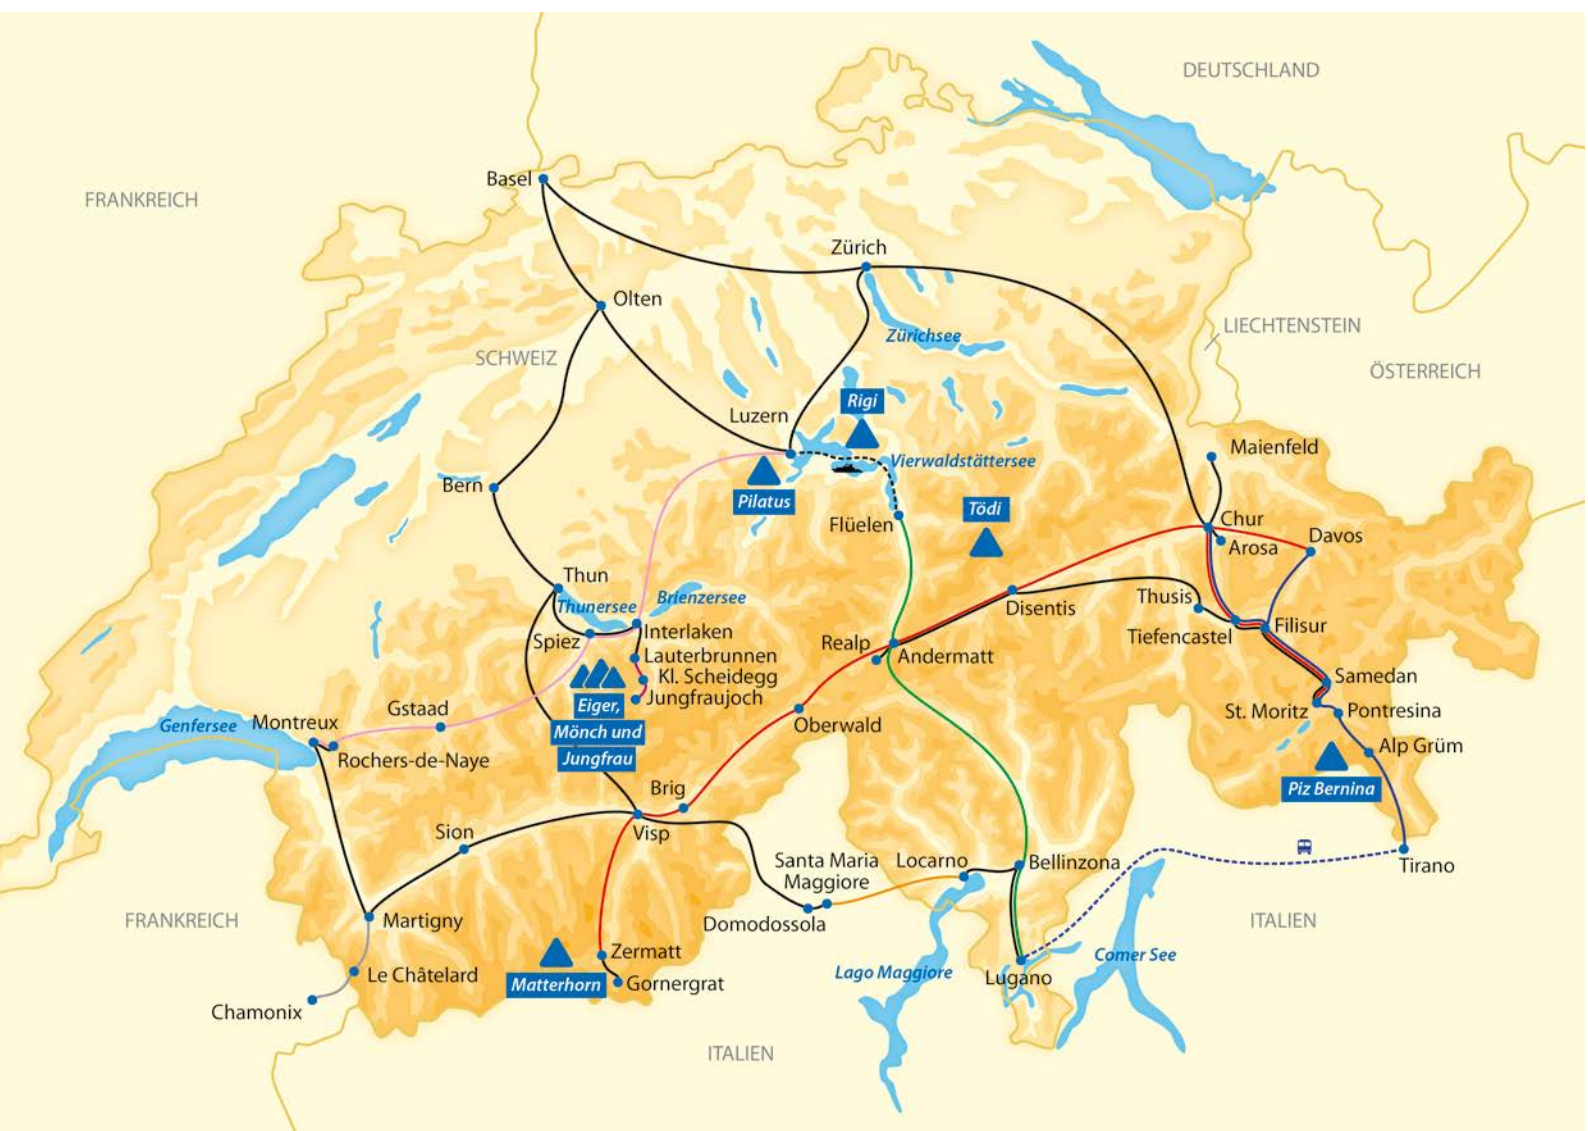 DEUTSCHLAND
Basel
FRANKREICH
Zürich
Olten
LIECHTENSTEIN
Zürichsee
SCHWEIZ
ÖSTERREICH
Rigi
Luzern
Maienfeld
Vierwaldstättersee
Bern
Pilatus
Tödi
Chur
Flüelen
Davos
Arosa
Thun
Brienzersee
Thunersee
Disentis
Thusis
Filisur
Interlaken
Tiefencastel
Spiez
Realp
Andermatt
Lauterbrunnen
Kl. Scheidegg
Samedan
Jungfraujoch
Eiger,
Mönch und
Jungfrau
Gstaad
St. Moritz
Pontresina
Genfersee
Montreux
Oberwald
Alp Grüm
Rochers-de-Naye
Brig
Piz Bernina
Sion
Visp
Santa Maria
Maggiore
Locarno
Bellinzona
Tirano
FRANKREICH
Martigny
Domodossola
ITALIEN
Zermatt
Comer See
Le Châtelard
Matterhorn
Gornergrat
Lago Maggiore
Lugano
Chamonix
ITALIEN